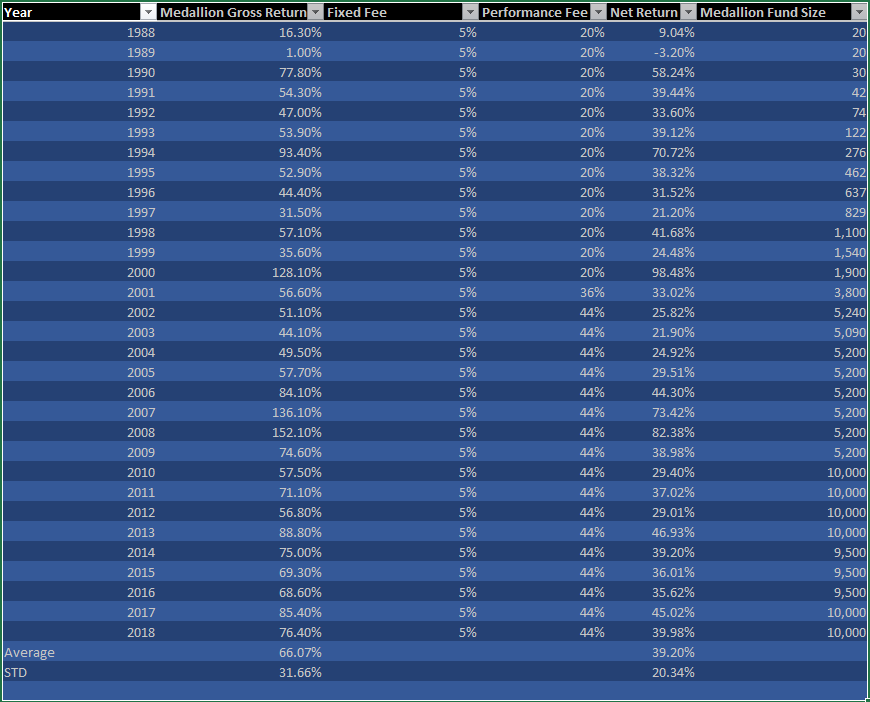 Year Medallion Gross Return Fixed Fee Performance Fee Net Return Medallion Fund Size
1988 16.30% 5% 20% 9.04% 20
1989 1.00% 5% 20% -3.20% 20
1990 77.80% 5% 20% 58.24% 30
1991 54.30% 5% 20% 39.44% 42
1992 47.00% 5% 20% 33.60% 74
1993 53.90% 5% 20% 39.12% 122
1994 93.40% 5% 20% 70.72% 276
1995 52.90% 5% 20% 38.32% 462
1996 44.40% 5% 20% 31.52% 637
1997 31.50% 5% 20% 21.20% 829
1998 57.10% 5% 20% 41.68% 1,100
1999 35.60% 5% 20% 24.48% 1,540
2000 128.10% 5% 20% 98.48% 1,900
2001 56.60% 5% 36% 33.02% 3,800
2002 51.10% 5% 44% 25.82% 5,240
2003 44.10% 5% 44% 21.90% 5,090
2004 49.50% 5% 44% 24.92% 5,200
2005 57.70% 5% 44% 29.51% 5,200
2006 84.10% 5% 44% 44.30% 5,200
2007 136.10% 5% 44% 73.42% 5,200
2008 152.10% 5% 44% 82.38% 5,200
2009 74.60% 5% 44% 38.98% 5,200
2010 57.50% 5% 44% 29.40% 10,000
2011 71.10% 5% 44% 37.02% 10,000
2012 56.80% 5% 44% 29.01% 10,000
2013 88.80% 5% 44% 46.93% 10,000
2014 75.00% 5% 44% 39.20% 9,500
2015 69.30% 5% 44% 36.01% 9,500
2016 68.60% 5% 44% 35.62% 9,500
2017 85.40% 5% 44% 45.02% 10,000
2018 76.40% 5% 44% 39.98% 10,000
Average 66.07% 39.20%
STD 31.66% 20.34%